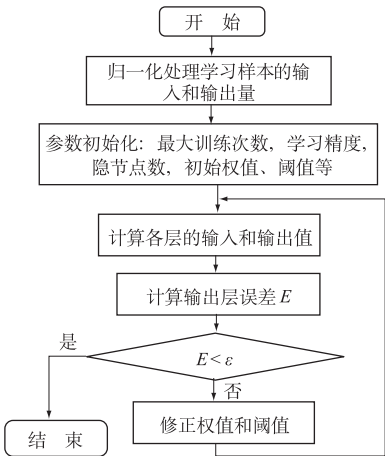 开 始
归一化处理学习样本的输
入和输出量
参数初始化：最大训练次数，学习精度，
隐节点数，初始权值、阈值等
计算各层的输入和输出值
计算输出层误差 E
E < ε
是
否
修正权值和阈值
结 束